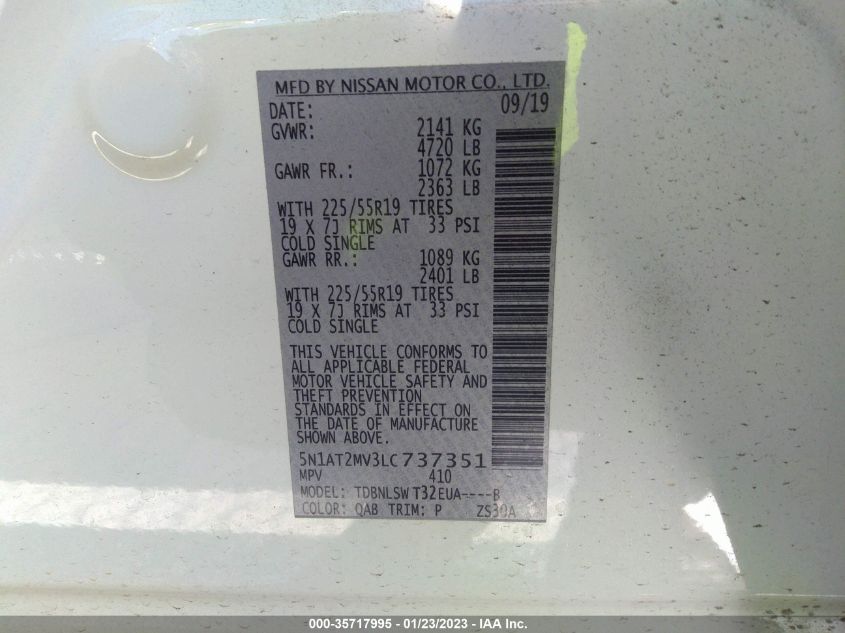 MFD BY NISSAN MOTOR CO., LTD.
DATE: 09/19
GVWR: 2141 KG
4720 LB
GAWR FR.: 1072 KG
2363 LB
WITH 225/55R19 TIRES
19 X 7J RIMS AT 33 PSI
COLD SINGLE
GAWR RR.: 1089 KG
2401 LB
WITH 225/55R19 TIRES
19 X 7J RIMS AT 33 PSI
COLD SINGLE
THIS VEHICLE CONFORMS TO
ALL APPLICABLE FEDERAL
MOTOR VEHICLE SAFETY AND
THEFT PREVENTION
STANDARDS IN EFFECT ON
THE DATE OF MANUFACTURE
SHOWN ABOVE.
5N1AT2MV3LC737351
MPV 410
MODEL: TDBNLSW T32EUA----B
COLOR: QAB TRIM: P ZS30A
000-35717995 - 01/23/2023 - IAA Inc.